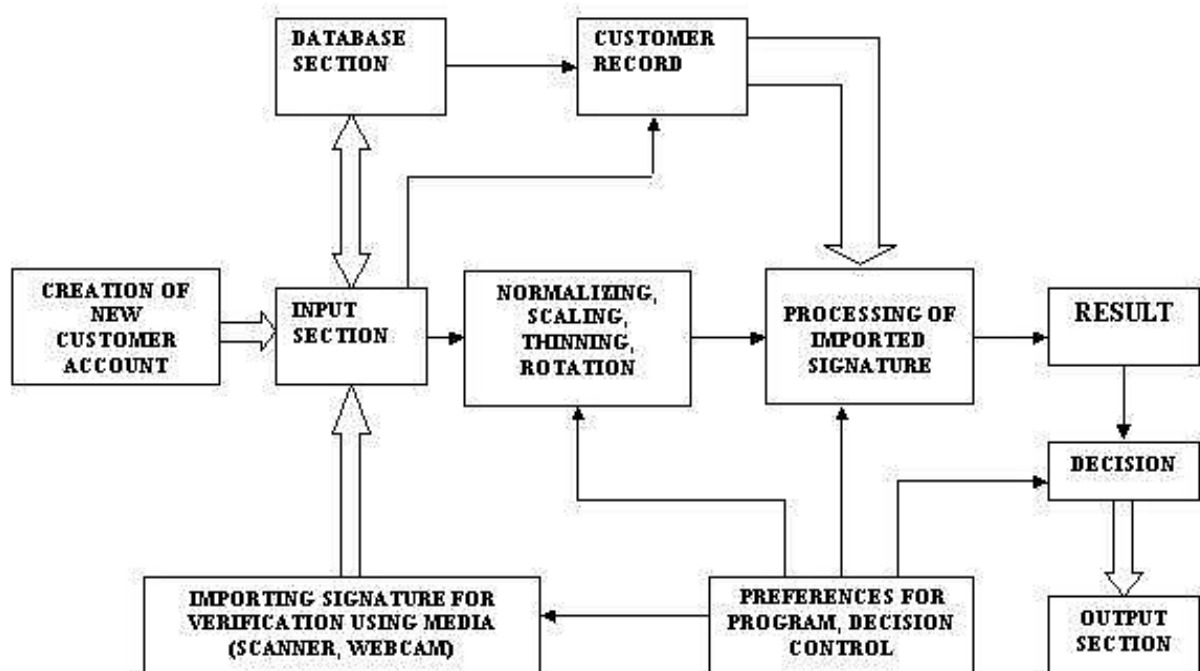 DATABASE
SECTION
CUSTOMER
RECORD
CREATION OF
NEW
CUSTOMER
ACCOUNT
INPUT
SECTION
NORMALIZING,
SCALING,
THINNING,
ROTATION
PROCESSING OF
IMPORTED
SIGNATURE
RESULT
DECISION
IMPORTING SIGNATURE FOR
VERIFICATION USING MEDIA
(SCANNER, WEBCAM)
PREFERENCES FOR
PROGRAM, DECISION
CONTROL
OUTPUT
SECTION